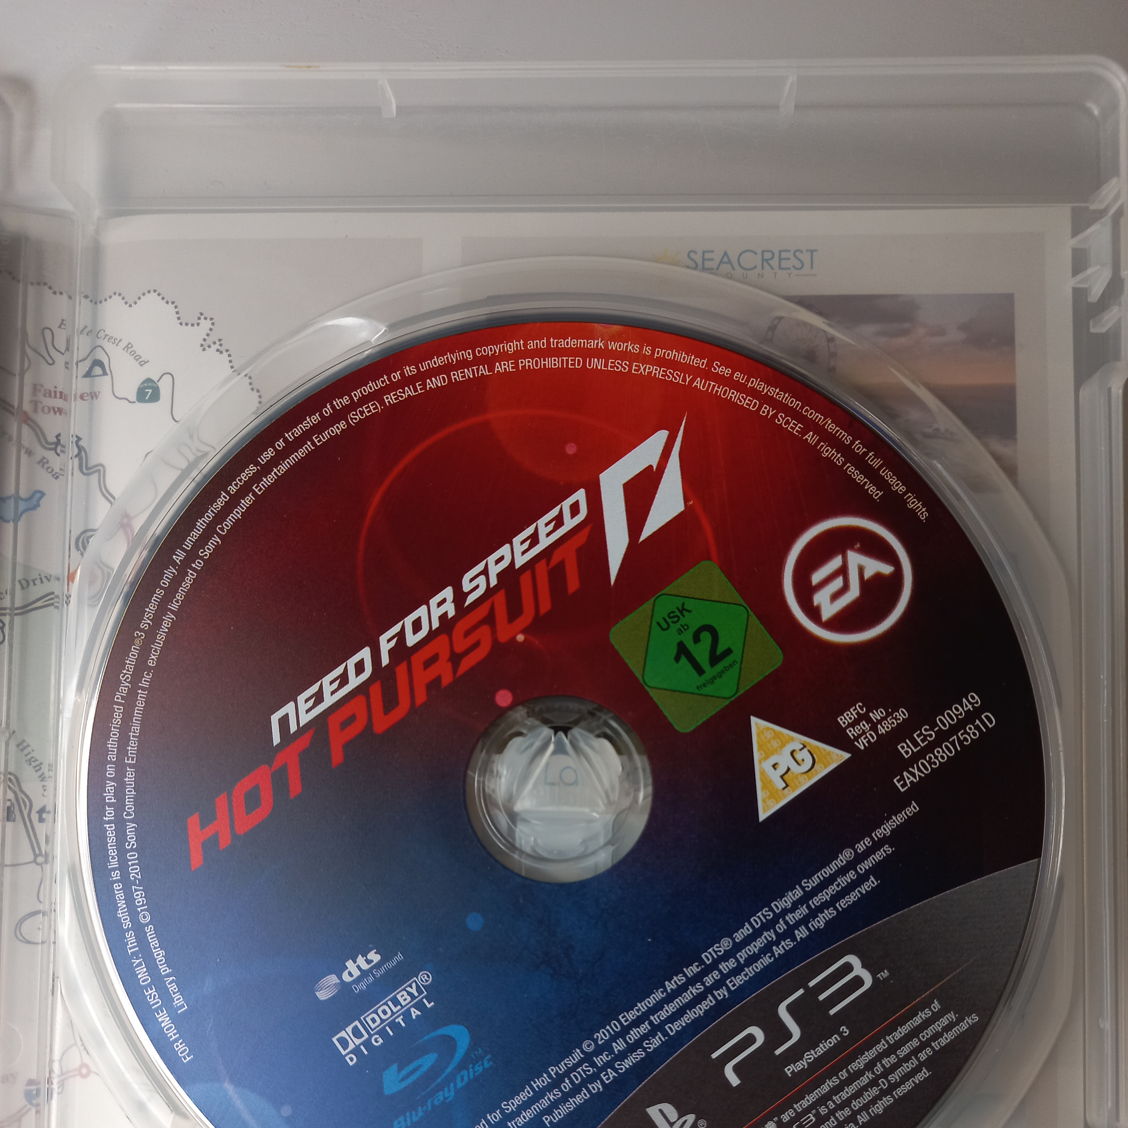 SEACREST
COUNTY
Crest Road
7
Drive
FOR HOME USE ONLY: This software is licensed for play on authorised PlayStation®3 systems only. All unauthorised access, use or transfer of the product or its underlying copyright and trademark works is prohibited. See eu.playstation.com/terms for full usage rights.
Library programs ©1997-2010 Sony Computer Entertainment Inc. exclusively licensed to Sony Computer Entertainment Europe (SCEE). RESALE AND RENTAL ARE PROHIBITED UNLESS EXPRESSLY AUTHORISED BY SCEE. All rights reserved.
NEED FOR SPEED
HOT PURSUIT
™
EA
USK
ab
12
freigegeben
PG
BBFC
Reg. No.
VFD 48530
BLES-00949
EAX03807581D
dts
Digital Surround
DOLBY®
DIGITAL
Blu-ray Disc™
for Speed Hot Pursuit © 2010 Electronic Arts Inc. DTS® and DTS Digital Surround® are registered
trademarks of DTS, Inc. All other trademarks are the property of their respective owners.
Published by EA Swiss Sàrl. Developed by Electronic Arts. All rights reserved.
PS3™
PlayStation 3
" are trademarks or registered trademarks of
" is a trademark of the same company.
and the double-D symbol are trademarks
All rights reserved.